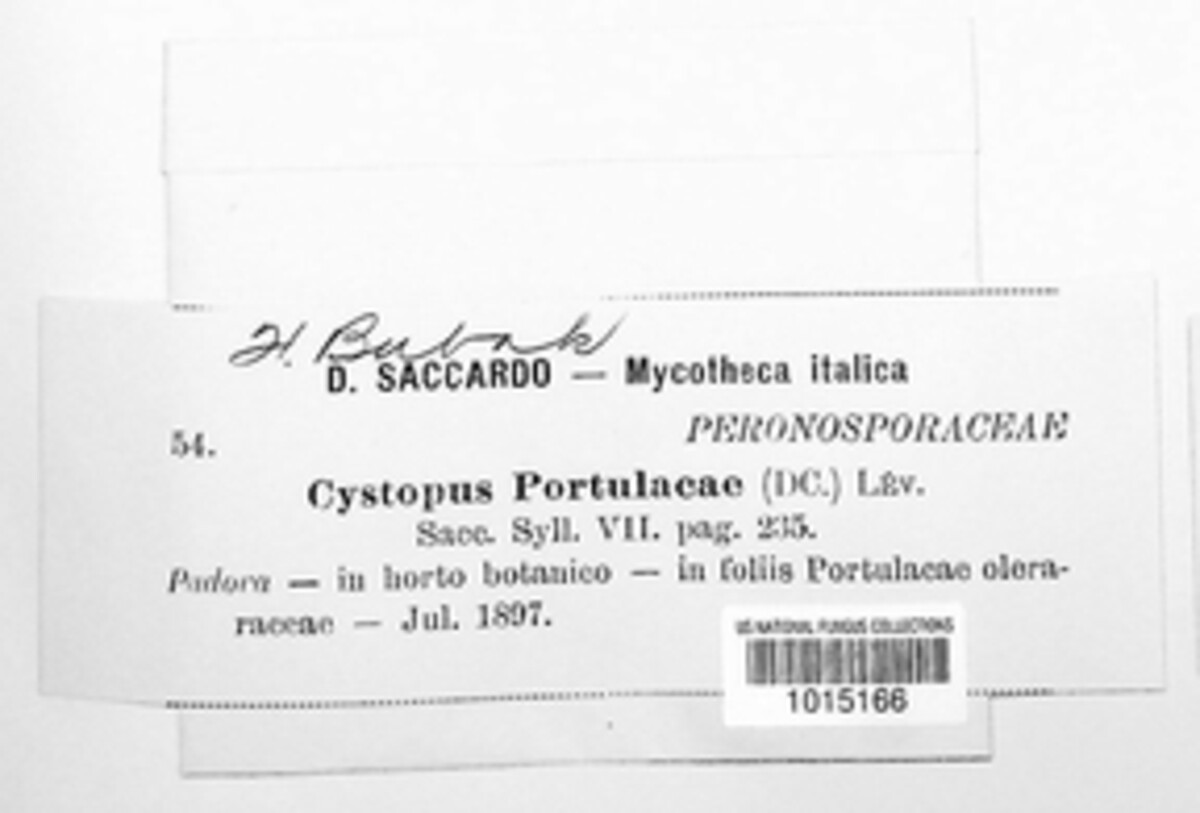 H. Bubak
D. SACCARDO — Mycotheca italica
54.
PERONOSPORACEAE
Cystopus Portulacae (DC.) Lév.
Sacc. Syll. VII. pag. 235.
Padova — in horto botanico — in foliis Portulacae olera-
raceae — Jul. 1897.
US NATIONAL FUNGUS COLLECTIONS
1015166